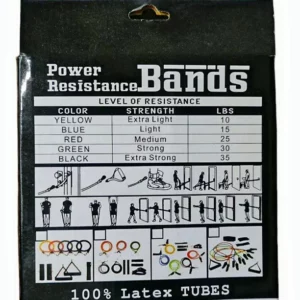 Power
Resistance Bands
LEVEL OF RESISTANCE
COLOR STRENGTH LBS
YELLOW Extra Light 10
BLUE Light 15
RED Medium 25
GREEN Strong 30
BLACK Extra Strong 35
100% Latex TUBES